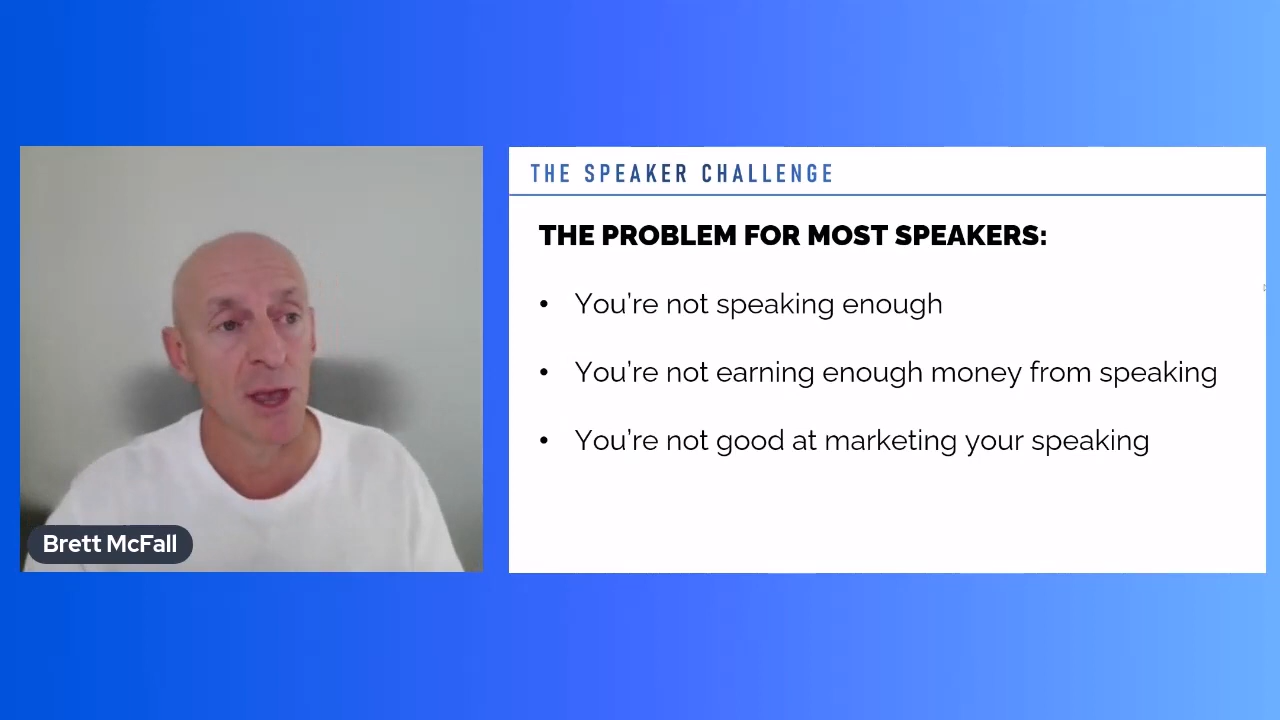 THE SPEAKER CHALLENGE
THE PROBLEM FOR MOST SPEAKERS:
• You're not speaking enough
• You're not earning enough money from speaking
• You're not good at marketing your speaking
Brett McFall